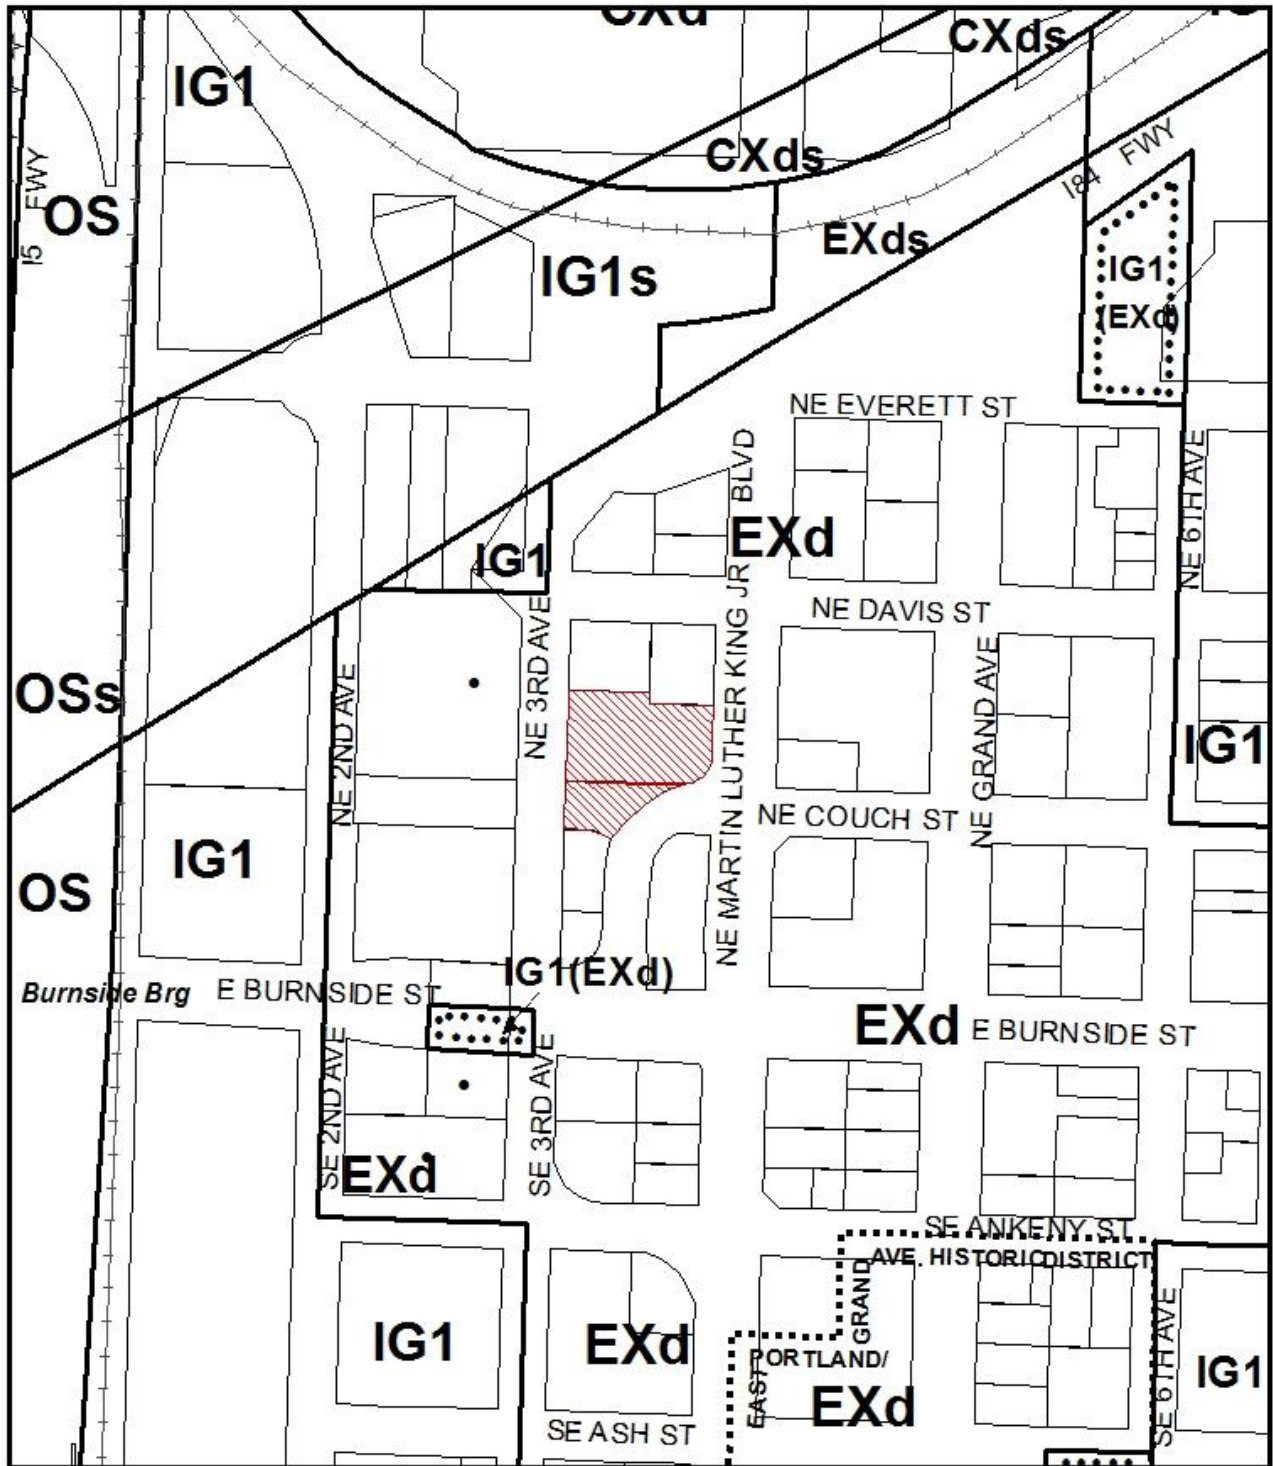 CXd
CXds
IG1
CXds
I84 FWY
I5 FWY
OS
EXds
IG1s
IG1
(EXd)
NE EVERETT ST
NE 6TH AVE
EXd
IG1
NE DAVIS ST
NE 3RD AVE
NE MARTIN LUTHER KING JR BLVD
NE GRAND AVE
OSs
NE 2ND AVE
IG1
NE COUCH ST
IG1
OS
IG1(EXd)
Burnside Brg
E BURNSIDE ST
EXd
E BURNSIDE ST
SE 2ND AVE
SE 3RD AVE
EXd
SE ANKENY ST
AVE. HISTORIC DISTRICT
GRAND
IG1
EXd
PORTLAND/
EAST
EXd
SE 6TH AVE
IG1
SE ASH ST